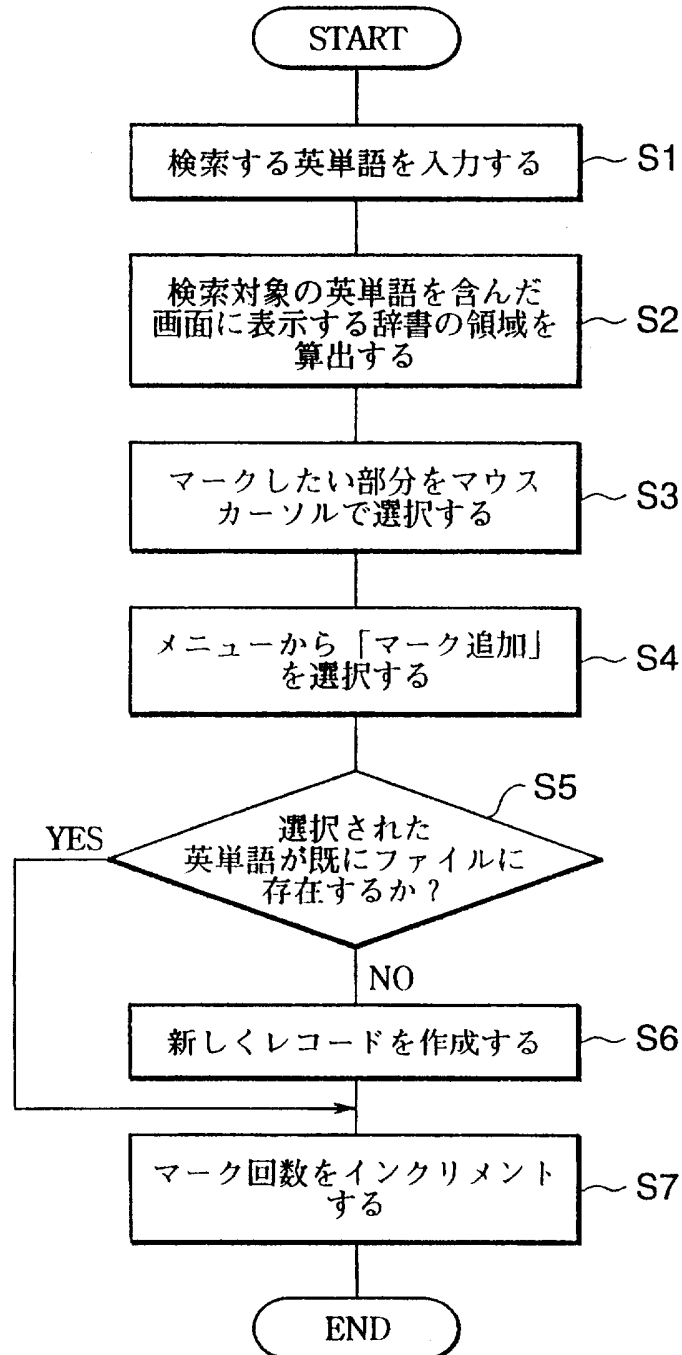 START
検索する英単語を入力する
S1
検索対象の英単語を含んだ
画面に表示する辞書の領域を
算出する
S2
マークしたい部分をマウス
カーソルで選択する
S3
メニューから「マーク追加」
を選択する
S4
S5
選択された
英単語が既にファイルに
存在するか？
YES
NO
新しくレコードを作成する
S6
マーク回数をインクリメント
する
S7
END